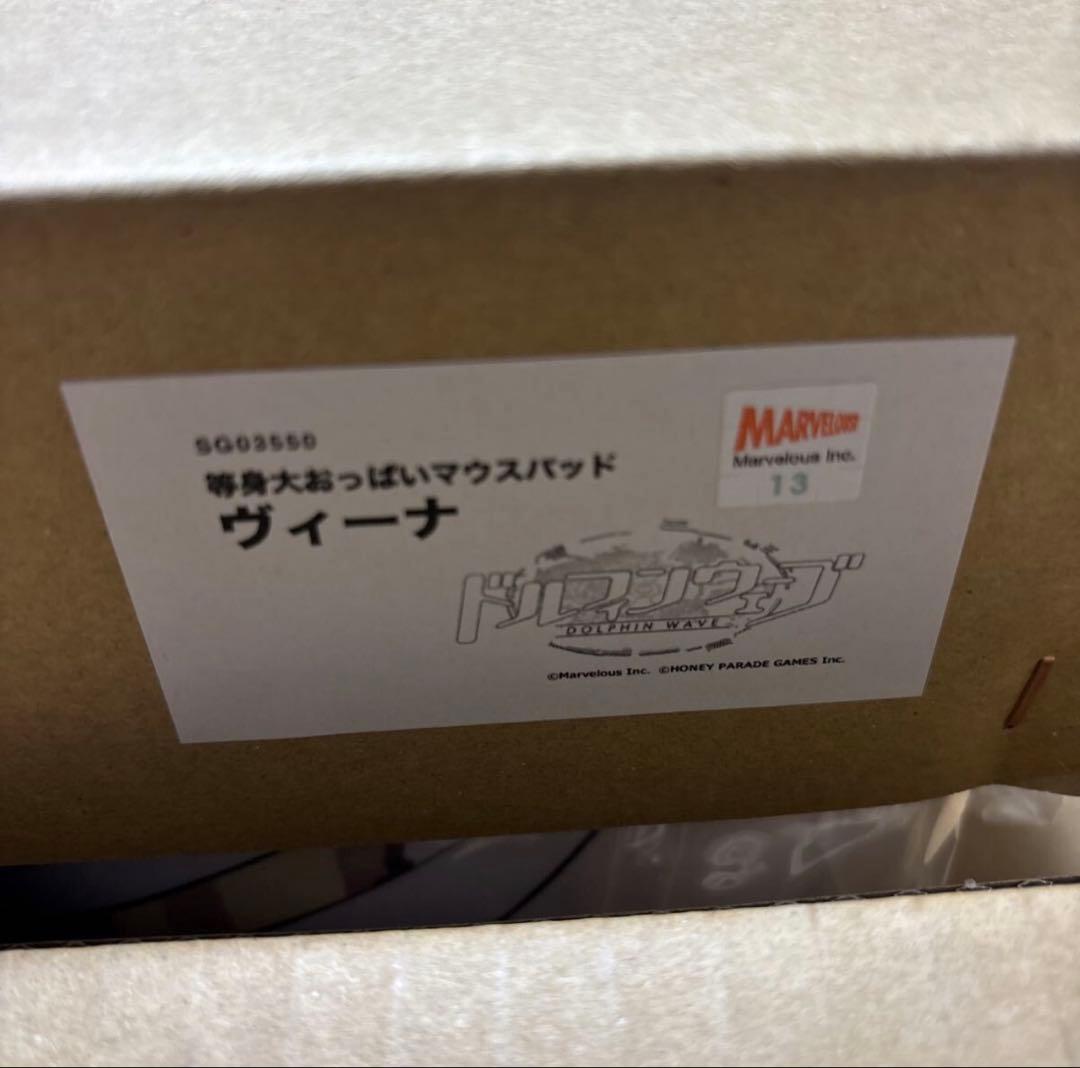 SG03550
等身大おっぱいマウスパッド
ヴィーナ
MARVELOUS!
Marvelous Inc.
13
ドルフィンウェーブ
DOLPHIN WAVE
©Marvelous Inc. ©HONEY PARADE GAMES Inc.